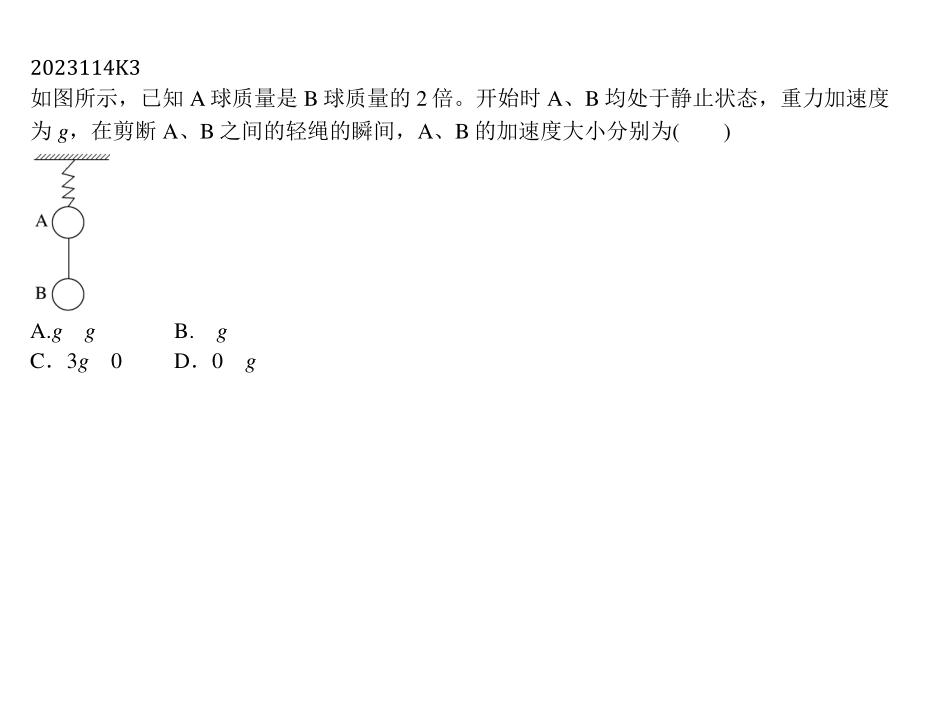 2023114K3
如图所示，已知 A 球质量是 B 球质量的 2 倍。开始时 A、B 均处于静止状态，重力加速度
为 g，在剪断 A、B 之间的轻绳的瞬间，A、B 的加速度大小分别为(　　)
A
B
A.g　g　　　B.　g
C．3g　0　　　D．0　g